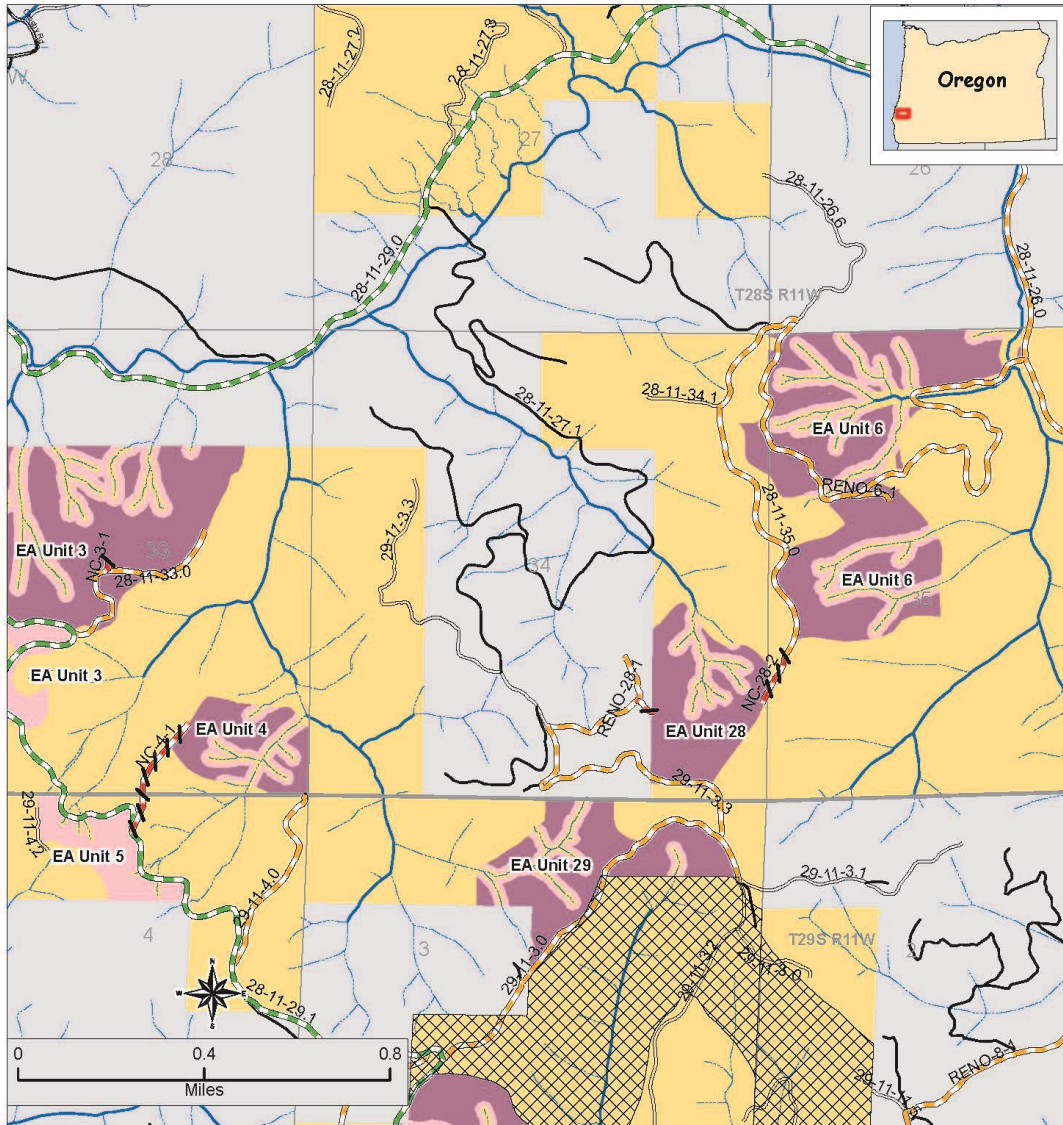 28-11-27.2
28-11-27.3
Oregon
28
27
26
28-11-26.6
28-11-29.0
28-11-26.0
T28S R11W
28-11-34.1
28-11-27.1
EA Unit 6
RENO-6-1
28-11-35.0
29-11-3.3
EA Unit 3
NC-3-1
33
28-11-33.0
34
EA Unit 6
35
EA Unit 3
RENO-28-1
NC-28-2
EA Unit 28
NC-4-1
EA Unit 4
29-11-3.3
29-11-4.2
EA Unit 5
EA Unit 29
29-11-4.0
29-11-3.1
4
3
2
T29S R11W
29-11-3.0
29-11-3.2
29-11-3.0
N
W
E
S
28-11-29.1
0
0.4
0.8
Miles
RENO-8-1